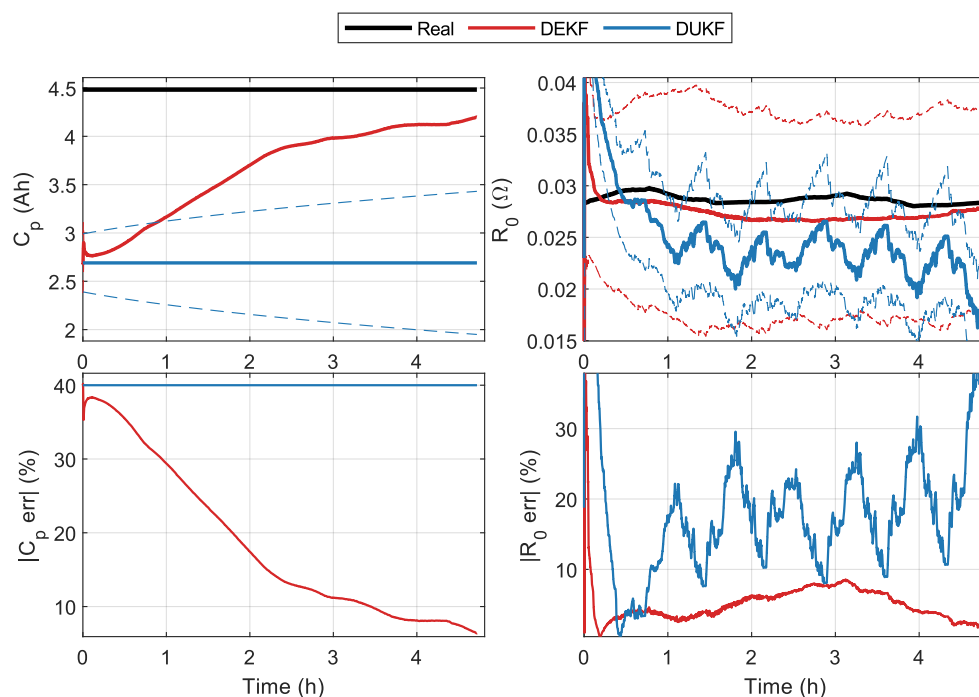 Real DEKF DUKF
C_p (Ah)
4.5
4
3.5
3
2.5
2
0 1 2 3 4
R_0 (Ω)
0.04
0.035
0.03
0.025
0.02
0.015
0 1 2 3 4
|C_p err| (%)
40
30
20
10
0 1 2 3 4
Time (h)
|R_0 err| (%)
30
20
10
0 1 2 3 4
Time (h)